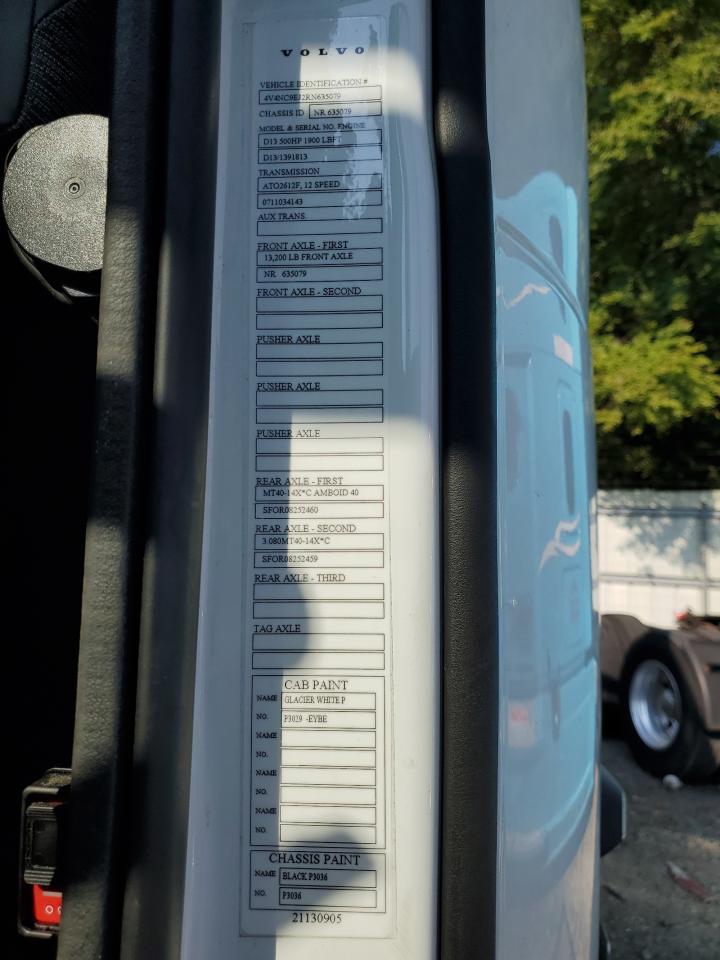 VOLVO
VEHICLE IDENTIFICATION #
4V4NC9EJ2RN635079
CHASSIS ID NR 635079
MODEL & SERIAL NO. ENGINE
D13 500HP 1900 LBFT
D13/1391813
TRANSMISSION
ATO2612F, 12 SPEED
0711034143
AUX TRANS
FRONT AXLE - FIRST
13,200 LB FRONT AXLE
NR 635079
FRONT AXLE - SECOND
PUSHER AXLE
PUSHER AXLE
PUSHER AXLE
REAR AXLE - FIRST
MT40-14X*C AMBOID 40
SFOR08252460
REAR AXLE - SECOND
3.080MT40-14X*C
SFOR08252459
REAR AXLE - THIRD
TAG AXLE
CAB PAINT
NAME GLACIER WHITE P
NO. P3029 -EYBE
NAME
NO.
NAME
NO.
NAME
NO.
CHASSIS PAINT
NAME BLACK P3036
NO. P3036
21130905